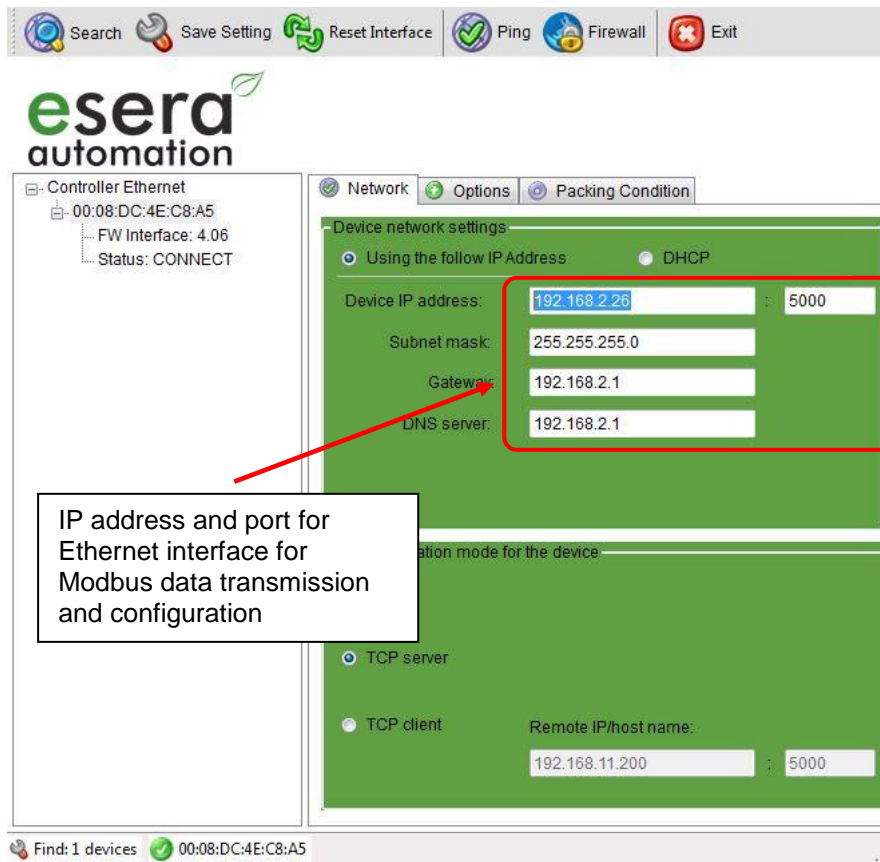 Search Save Setting Reset Interface Ping Firewall Exit
esera
automation
Controller Ethernet
00:08:DC:4E:C8:A5
FW Interface: 4.06
Status: CONNECT
Network Options Packing Condition
Device network settings
Using the follow IP Address DHCP
Device IP address: 192.168.2.26 : 5000
Subnet mask: 255.255.255.0
Gateway: 192.168.2.1
DNS server: 192.168.2.1
IP address and port for
Ethernet interface for
Modbus data transmission
and configuration
ation mode for the device
TCP server
TCP client Remote IP/host name:
192.168.11.200 : 5000
Find: 1 devices 00:08:DC:4E:C8:A5